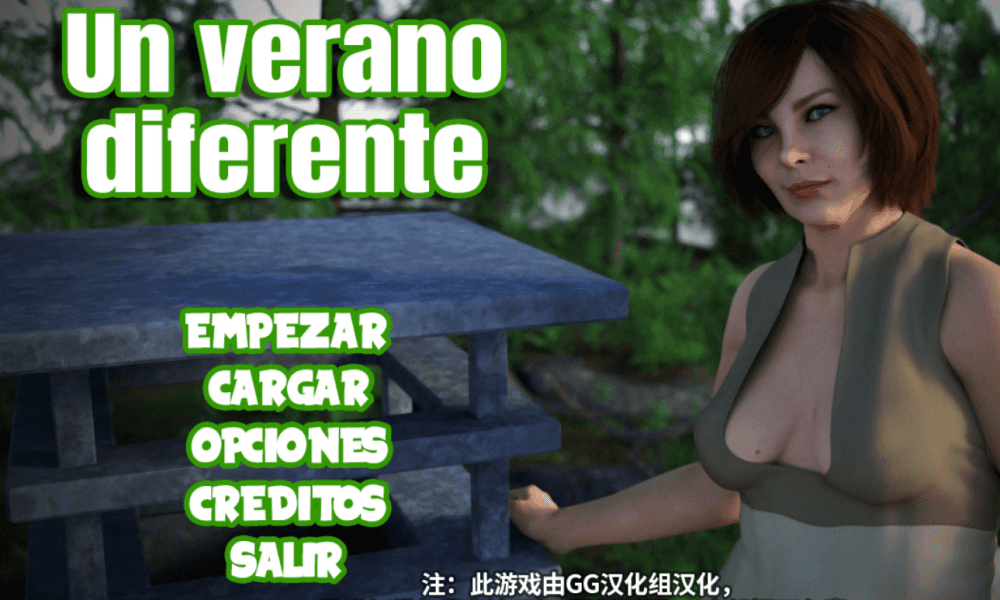 Un verano
diferente
EMPEZAR
CARGAR
OPCIONES
CREDITOS
SALIR
注：此游戏由GG汉化组汉化，